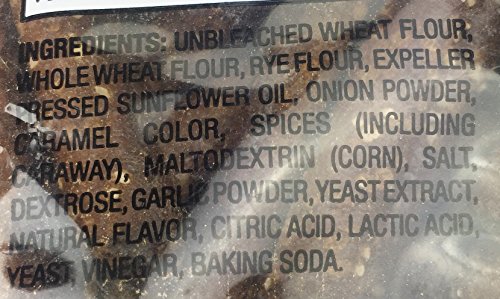 INGREDIENTS: UNBLEACHED WHEAT FLOUR,
WHOLE WHEAT FLOUR, RYE FLOUR, EXPELLER
PRESSED SUNFLOWER OIL, ONION POWDER,
CARAMEL COLOR, SPICES (INCLUDING
CARAWAY), MALTODEXTRIN (CORN), SALT,
DEXTROSE, GARLIC POWDER, YEAST EXTRACT,
NATURAL FLAVOR, CITRIC ACID, LACTIC ACID,
YEAST, VINEGAR, BAKING SODA.